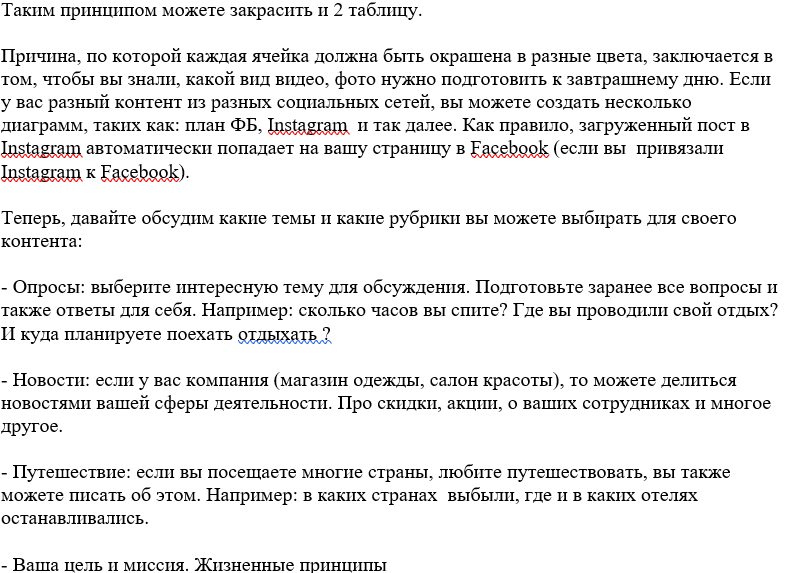 Таким принципом можете закрасить и 2 таблицу.
Причина, по которой каждая ячейка должна быть окрашена в разные цвета, заключается в
том, чтобы вы знали, какой вид видео, фото нужно подготовить к завтрашнему дню. Если
у вас разный контент из разных социальных сетей, вы можете создать несколько
диаграмм, таких как: план ФБ, Instagram  и так далее. Как правило, загруженный пост в
Instagram автоматически попадает на вашу страницу в Facebook (если вы  привязали
Instagram к Facebook).
Теперь, давайте обсудим какие темы и какие рубрики вы можете выбирать для своего
контента:
- Опросы: выберите интересную тему для обсуждения. Подготовьте заранее все вопросы и
также ответы для себя. Например: сколько часов вы спите? Где вы проводили свой отдых?
И куда планируете поехать отдыхать ?
- Новости: если у вас компания (магазин одежды, салон красоты), то можете делиться
новостями вашей сферы деятельности. Про скидки, акции, о ваших сотрудниках и многое
другое.
- Путешествие: если вы посещаете многие страны, любите путешествовать, вы также
можете писать об этом. Например: в каких странах  выбыли, где и в каких отелях
останавливались.
- Ваша цель и миссия. Жизненные принципы